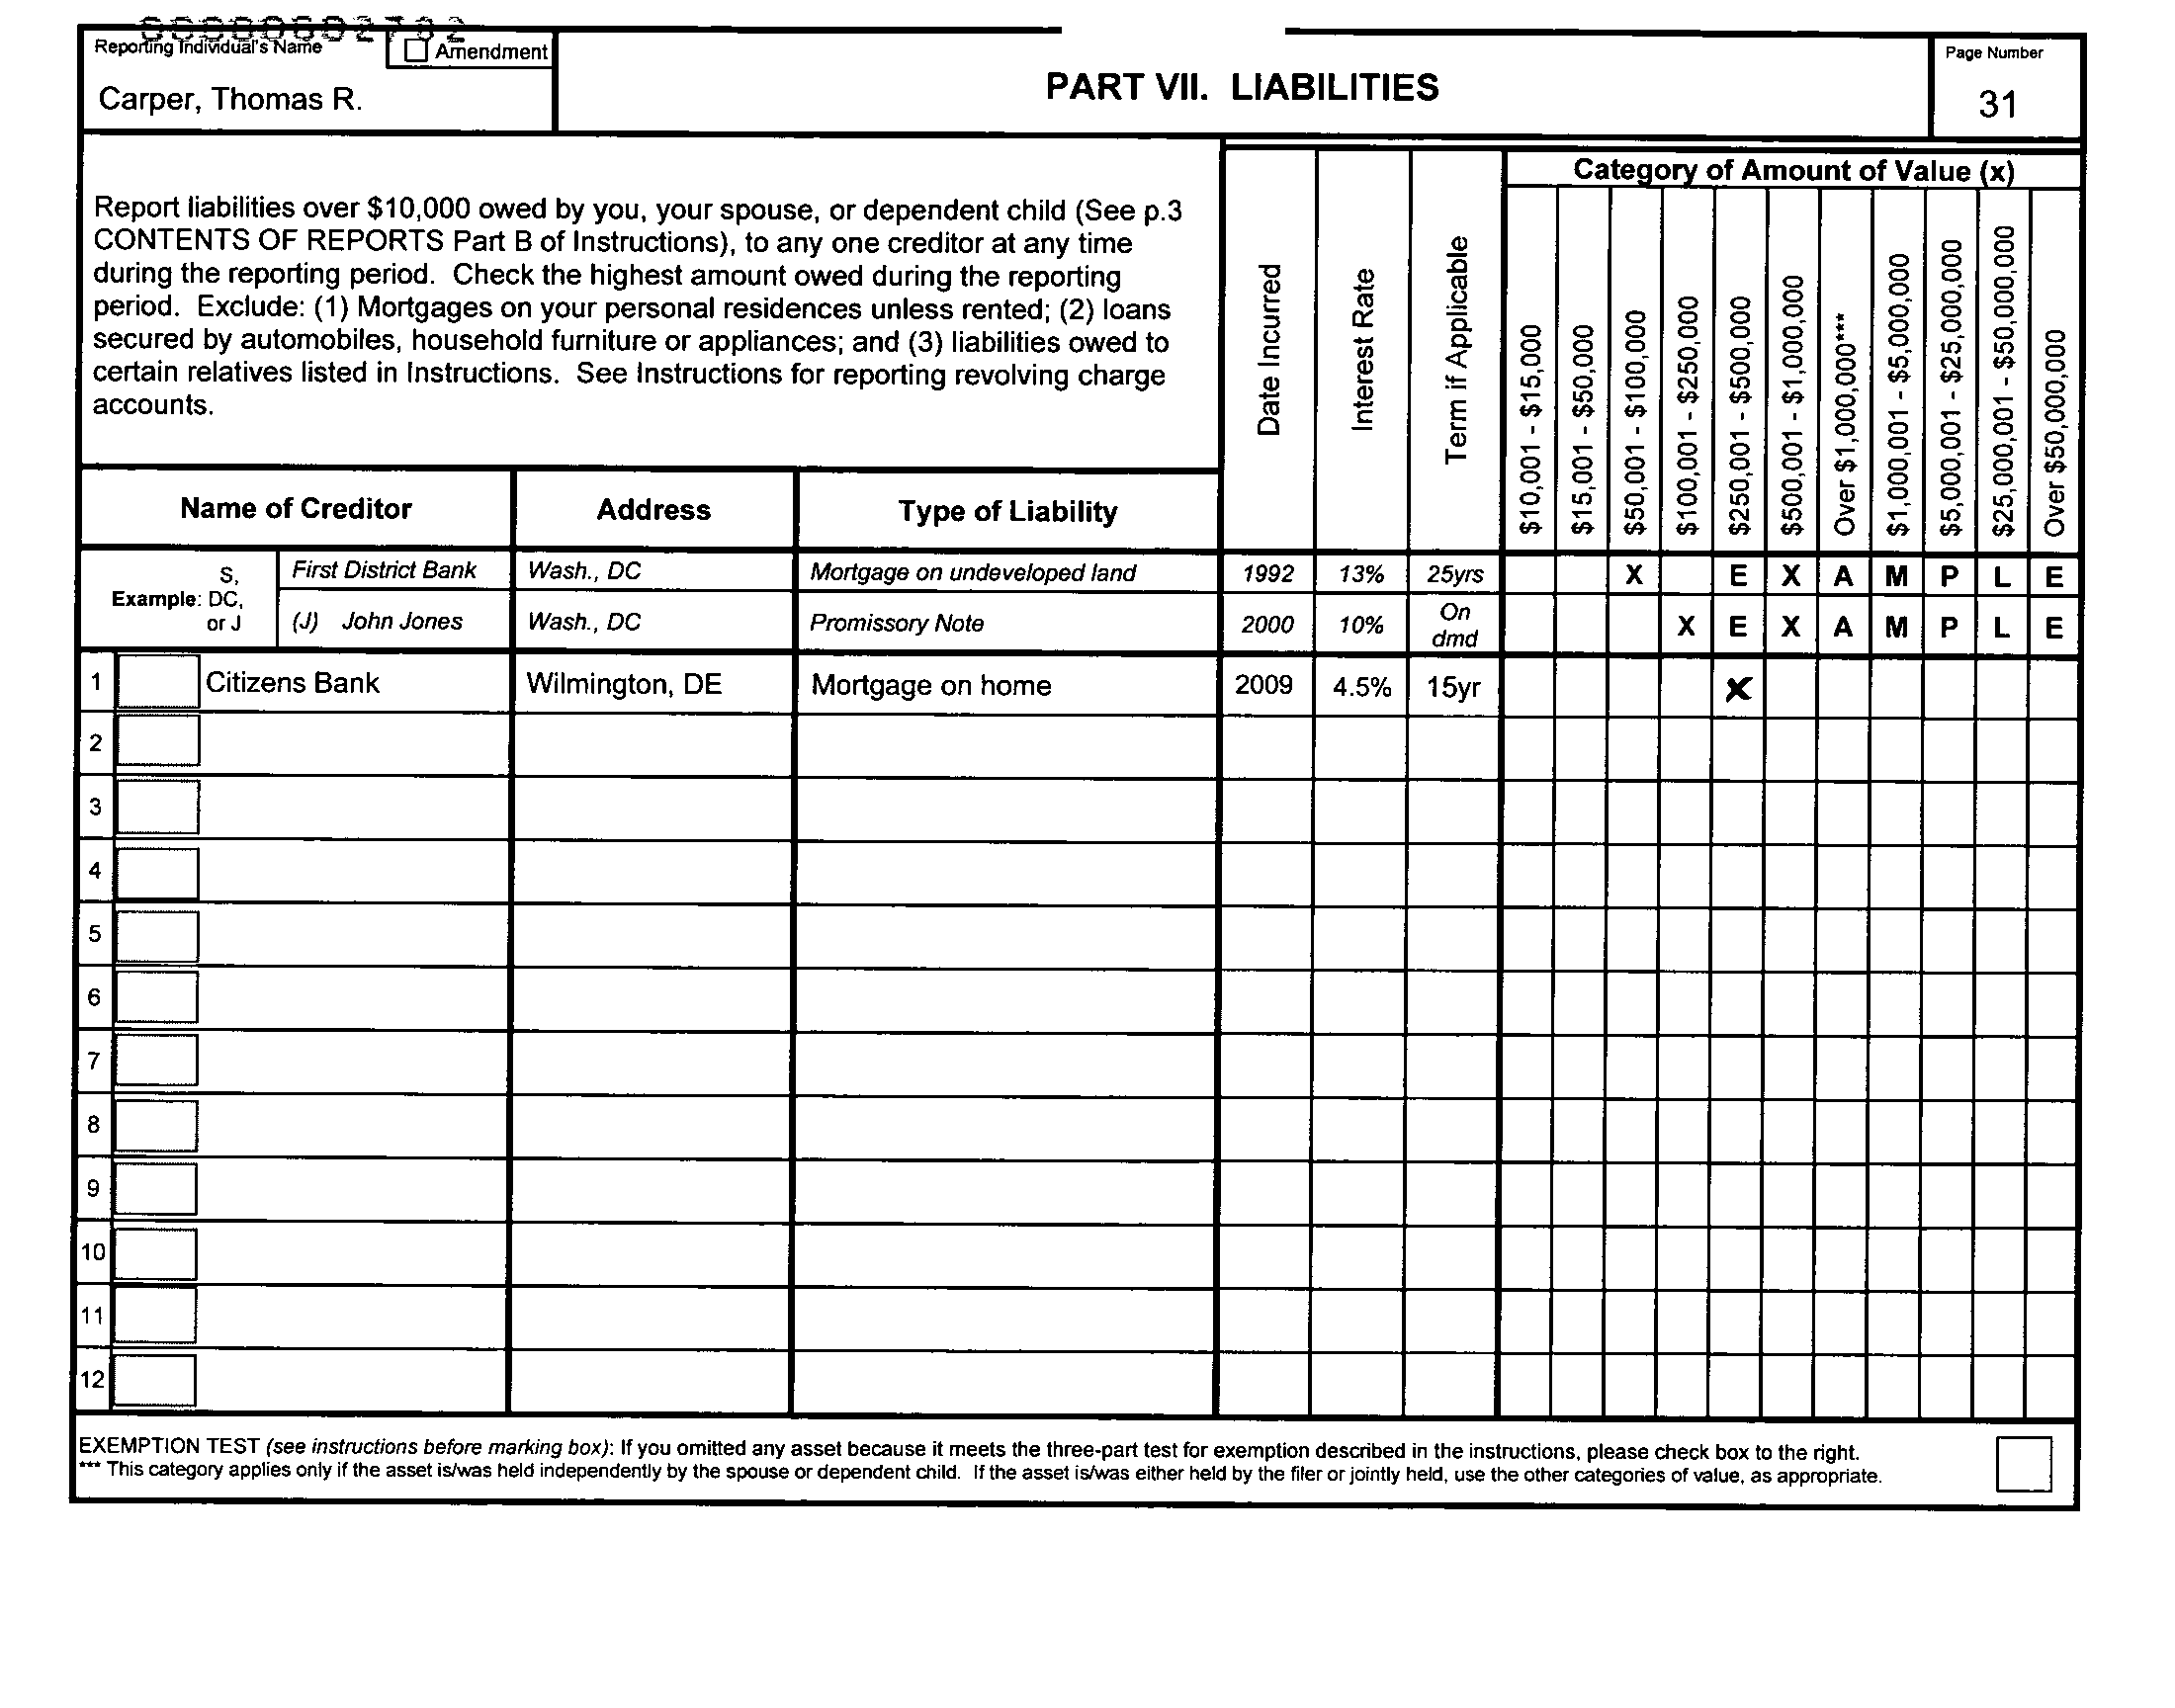 Reporting Individual's Name
Amendment
Carper, Thomas R.
PART VII. LIABILITIES
Page Number
31
Report liabilities over $10,000 owed by you, your spouse, or dependent child (See p.3
CONTENTS OF REPORTS Part B of Instructions), to any one creditor at any time
during the reporting period. Check the highest amount owed during the reporting
period. Exclude: (1) Mortgages on your personal residences unless rented; (2) loans
secured by automobiles, household furniture or appliances; and (3) liabilities owed to
certain relatives listed in Instructions. See Instructions for reporting revolving charge
accounts.
Date Incurred
Interest Rate
Term if Applicable
Category of Amount of Value (x)
$10,001 - $15,000
$15,001 - $50,000
$50,001 - $100,000
$100,001 - $250,000
$250,001 - $500,000
$500,001 - $1,000,000
Over $1,000,000***
$1,000,001 - $5,000,000
$5,000,001 - $25,000,000
$25,000,001 - $50,000,000
Over $50,000,000
Name of Creditor Address Type of Liability
Example: S, DC, or J
First District Bank Wash., DC Mortgage on undeveloped land 1992 13% 25yrs X E X A M P L E
(J) John Jones Wash., DC Promissory Note 2000 10% On dmd X E X A M P L E
1 Citizens Bank Wilmington, DE Mortgage on home 2009 4.5% 15yr X
2
3
4
5
6
7
8
9
10
11
12
EXEMPTION TEST (see instructions before marking box): If you omitted any asset because it meets the three-part test for exemption described in the instructions, please check box to the right.
*** This category applies only if the asset is/was held independently by the spouse or dependent child. If the asset is/was either held by the filer or jointly held, use the other categories of value, as appropriate.